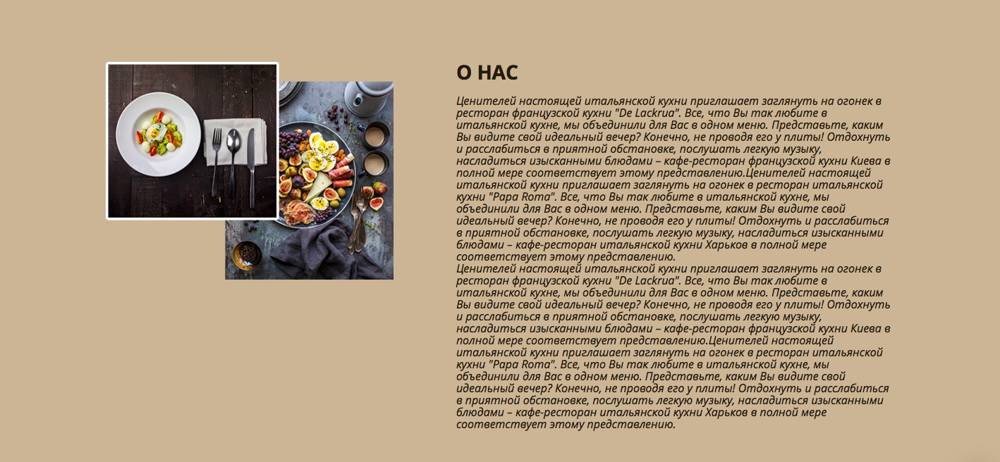 О НАС
Ценителей настоящей итальянской кухни приглашает заглянуть на огонек в
ресторан французской кухни "De Lackrua". Все, что Вы так любите в
итальянской кухне, мы объединили для Вас в одном меню. Представьте, каким
Вы видите свой идеальный вечер? Конечно, не проводя его у плиты! Отдохнуть
и расслабиться в приятной обстановке, послушать легкую музыку,
насладиться изысканными блюдами – кафе-ресторан французской кухни Киева в
полной мере соответствует этому представлению.Ценителей настоящей
итальянской кухни приглашает заглянуть на огонек в ресторан итальянской
кухни "Papa Roma". Все, что Вы так любите в итальянской кухне, мы
объединили для Вас в одном меню. Представьте, каким Вы видите свой
идеальный вечер? Конечно, не проводя его у плиты! Отдохнуть и расслабиться
в приятной обстановке, послушать легкую музыку, насладиться изысканными
блюдами – кафе-ресторан итальянской кухни Харьков в полной мере
соответствует этому представлению.
Ценителей настоящей итальянской кухни приглашает заглянуть на огонек в
ресторан французской кухни "De Lackrua". Все, что Вы так любите в
итальянской кухне, мы объединили для Вас в одном меню. Представьте, каким
Вы видите свой идеальный вечер? Конечно, не проводя его у плиты! Отдохнуть
и расслабиться в приятной обстановке, послушать легкую музыку,
насладиться изысканными блюдами – кафе-ресторан французской кухни Киева в
полной мере соответствует представлению.Ценителей настоящей
итальянской кухни приглашает заглянуть на огонек в ресторан итальянской
кухни "Papa Roma". Все, что Вы так любите в итальянской кухне, мы
объединили для Вас в одном меню. Представьте, каким Вы видите свой
идеальный вечер? Конечно, не проводя его у плиты! Отдохнуть и расслабиться
в приятной обстановке, послушать легкую музыку, насладиться изысканными
блюдами – кафе-ресторан итальянской кухни Харьков в полной мере
соответствует этому представлению.